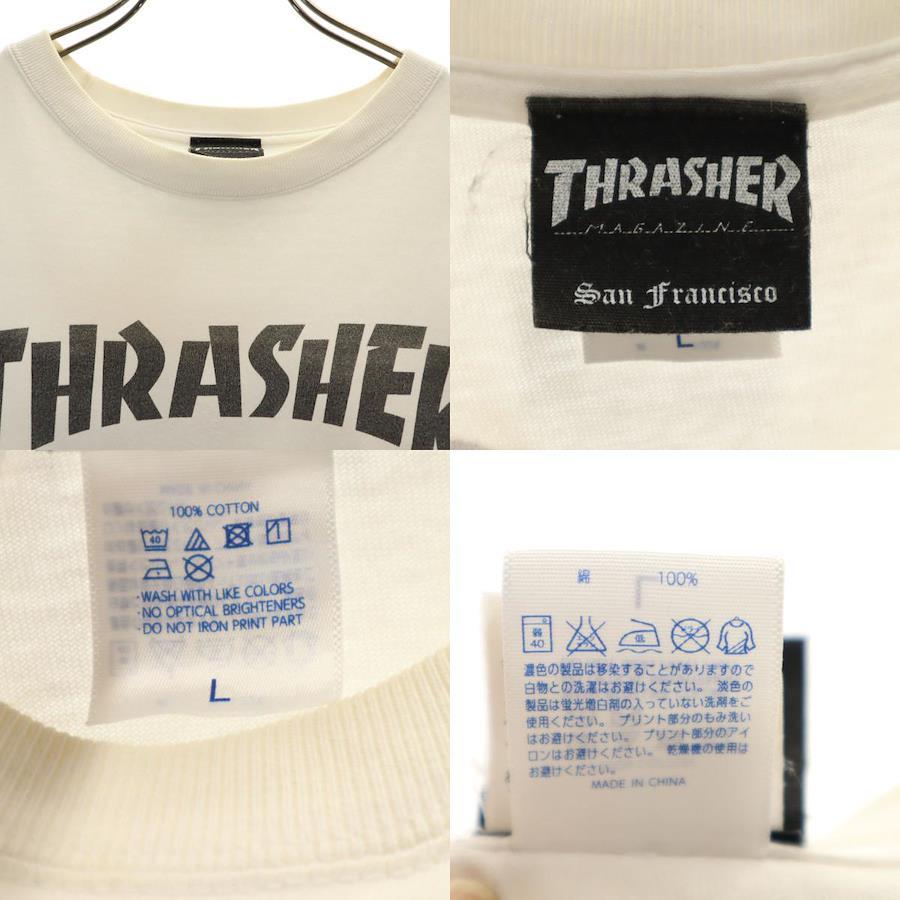 THRASHER
THRASHER
MAGAZINE
San Francisco
L
100% COTTON
40
1
·WASH WITH LIKE COLORS
·NO OPTICAL BRIGHTENERS
·DO NOT IRON PRINT PART
L
綿 100%
弱
40
低
濃色の製品は移染することがありますので
白物との洗濯はお避けください。淡色の
製品は蛍光増白剤の入っていない洗剤をご
使用ください。プリント部分のもみ洗い
はお避けください。プリント部分のアイ
ロンはお避けください。乾燥機の使用は
お避けください。
MADE IN CHINA